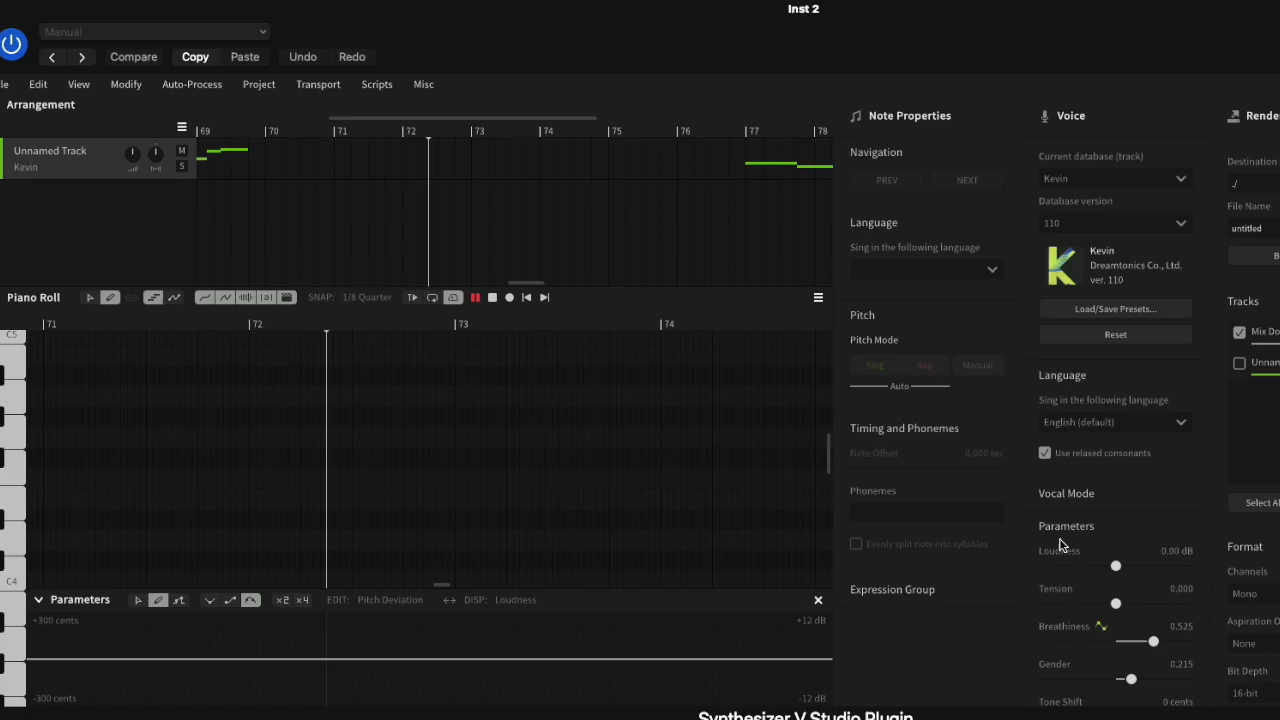 Inst 2
Manual
Compare
Copy
Paste
Undo
Redo
le
Edit
View
Modify
Auto-Process
Project
Transport
Scripts
Misc
Arrangement
69
70
71
72
73
74
75
76
77
78
Unnamed Track
Kevin
M
S
Piano Roll
SNAP:
1/8 Quarter
71
72
73
74
C5
C4
Parameters
×2
×4
EDIT:
Pitch Deviation
DISP:
Loudness
+300 cents
+12 dB
-300 cents
-12 dB
Note Properties
Navigation
PREV
NEXT
Language
Sing in the following language
Pitch
Pitch Mode
Sing
Rap
Manual
Auto
Timing and Phonemes
Note Offset
0.000 sec
Phonemes
Evenly split note into syllables
Expression Group
Voice
Current database (track)
Kevin
Database version
110
Kevin
Dreamtonics Co., Ltd.
ver. 110
Load/Save Presets...
Reset
Language
Sing in the following language
English (default)
Use relaxed consonants
Vocal Mode
Parameters
Loudness
0.00 dB
Tension
0.000
Breathiness
0.525
Gender
0.215
Tone Shift
0 cents
Rende
Destination
./
File Name
untitled
B
Tracks
Mix Do
Unnam
Select Al
Format
Channels
Mono
Aspiration O
None
Bit Depth
16-bit
Synthesizer V Studio Plugin